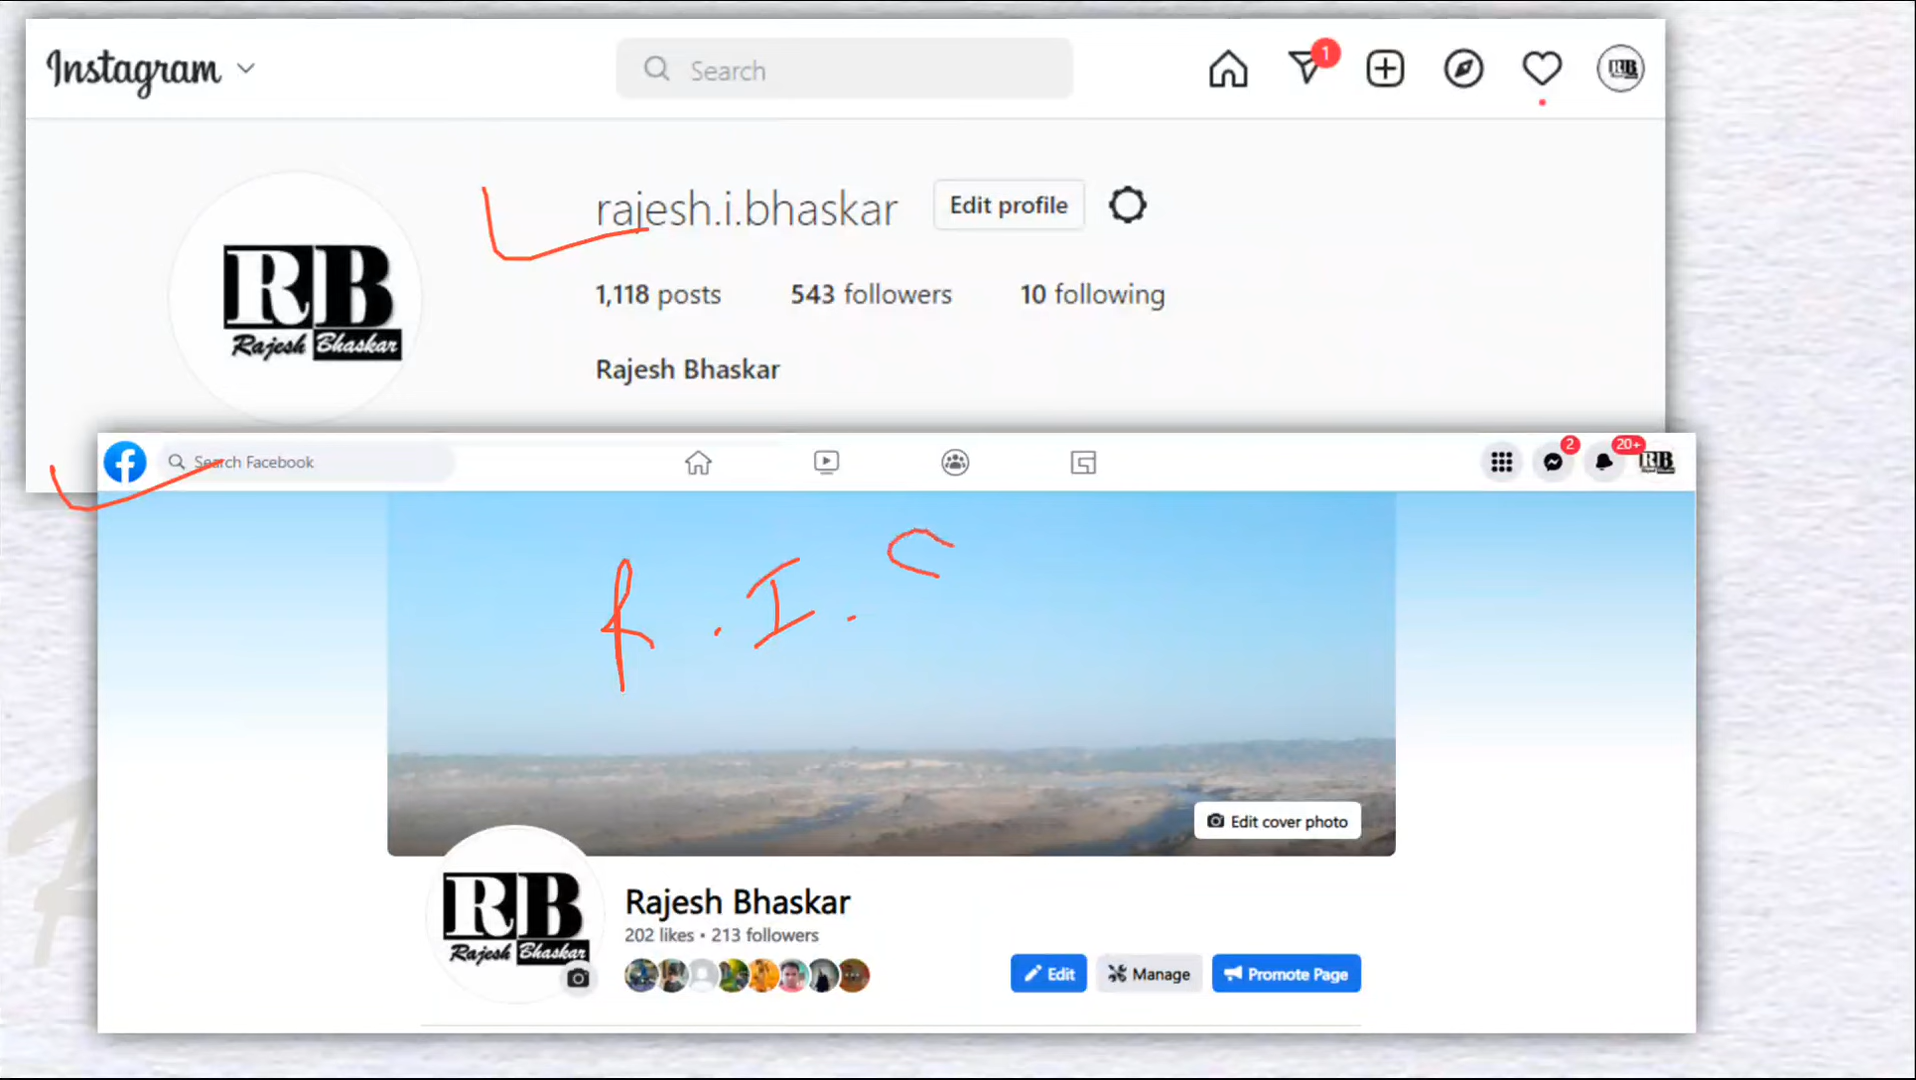 Instagram
Search
1
RB
rajesh.i.bhaskar
Edit profile
RB
Rajesh Bhaskar
1,118 posts 543 followers 10 following
Rajesh Bhaskar
Search Facebook
2
20+
RB
R . I .
Edit cover photo
RB
Rajesh Bhaskar
Rajesh Bhaskar
202 likes • 213 followers
Edit
Manage
Promote Page